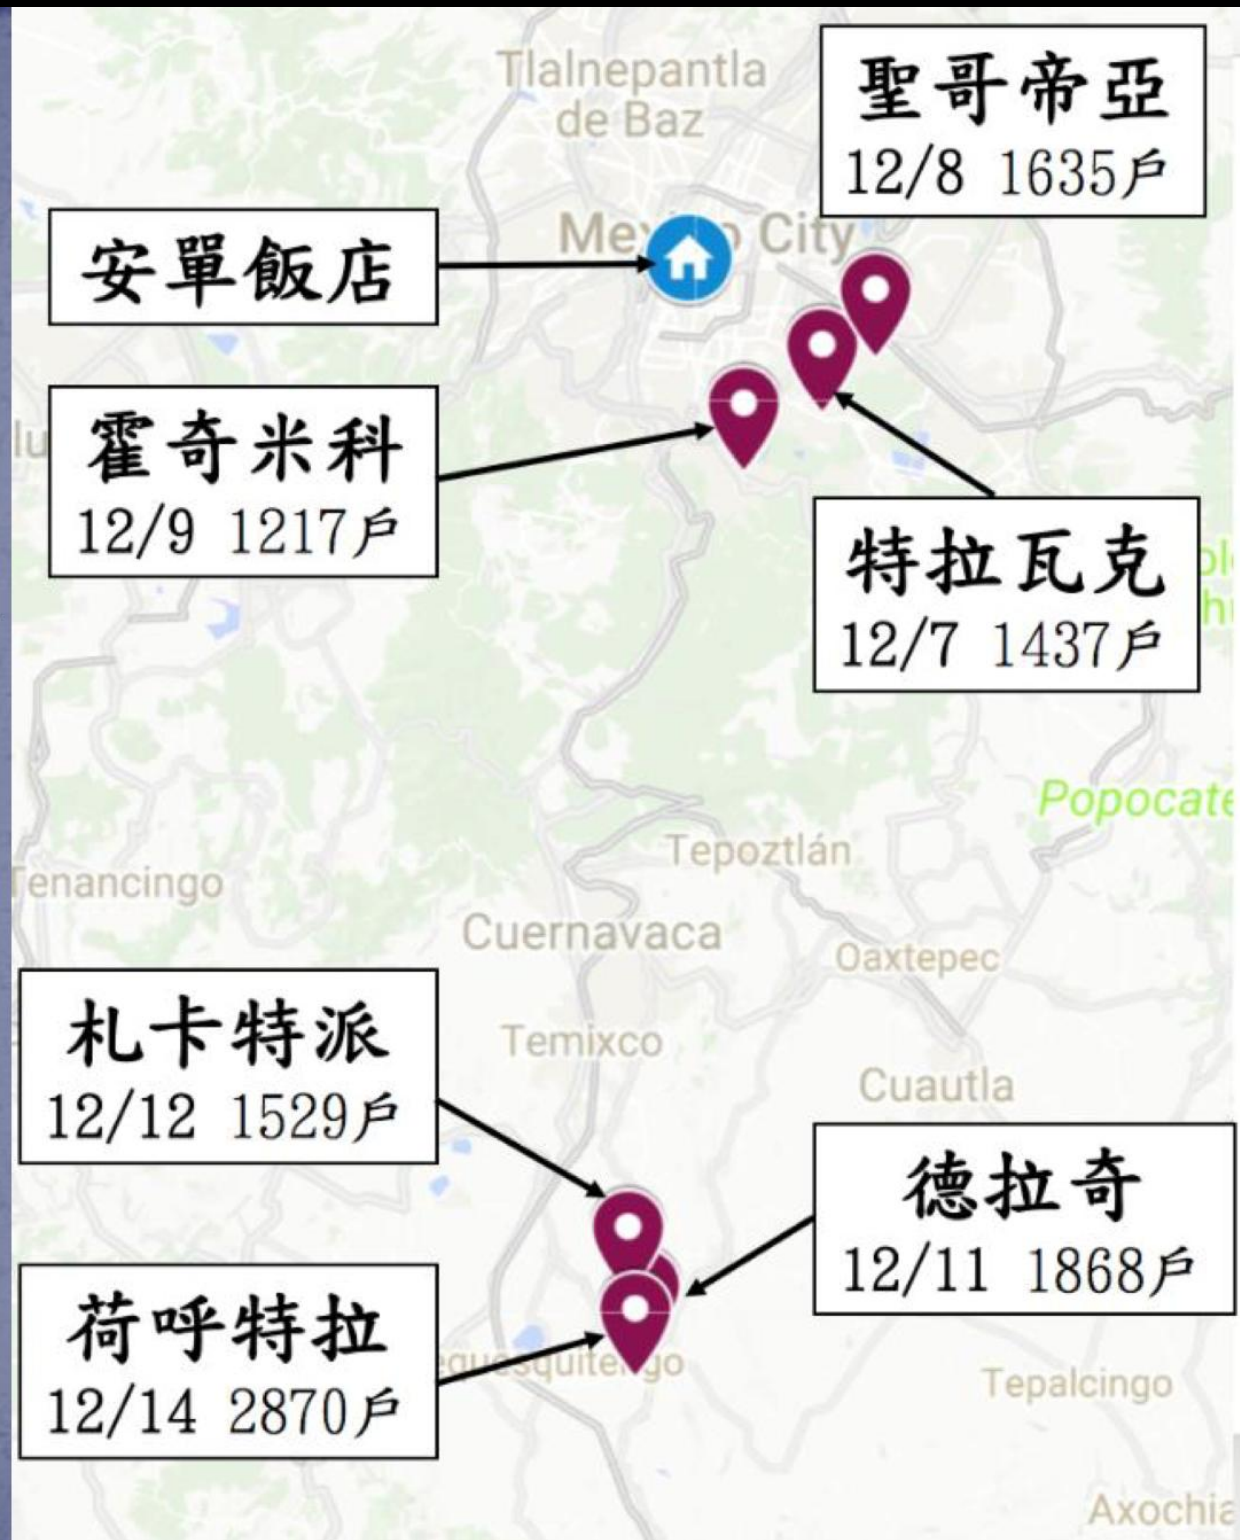 Tlalnepantla
de Baz
聖哥帝亞
12/8 1635戶
City
安單飯店
霍奇米科
12/9 1217戶
特拉瓦克
12/7 1437戶
Tepoztlán
Cuernavaca
Oaxtepec
Temixco
Cuautla
札卡特派
12/12 1529戶
德拉奇
12/11 1868戶
荷呼特拉
12/14 2870戶
Tepalcingo